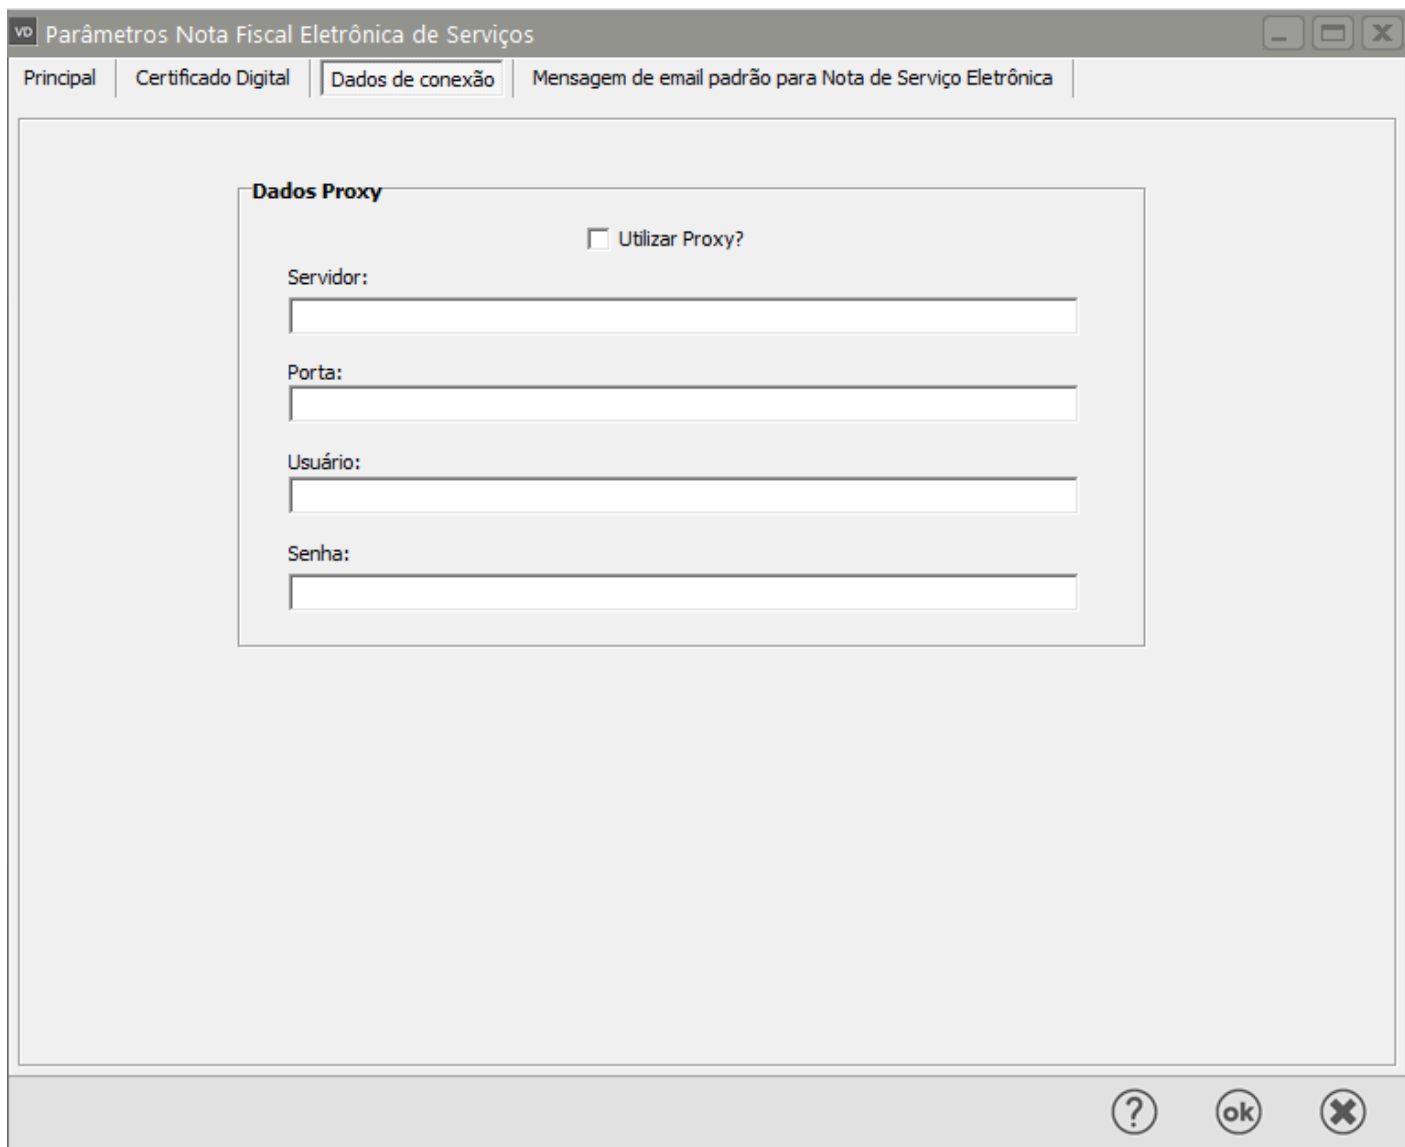 VD Parâmetros Nota Fiscal Eletrônica de Serviços
Principal Certificado Digital Dados de conexão Mensagem de email padrão para Nota de Serviço Eletrônica
Dados Proxy
Utilizar Proxy?
Servidor:
Porta:
Usuário:
Senha:
? ok